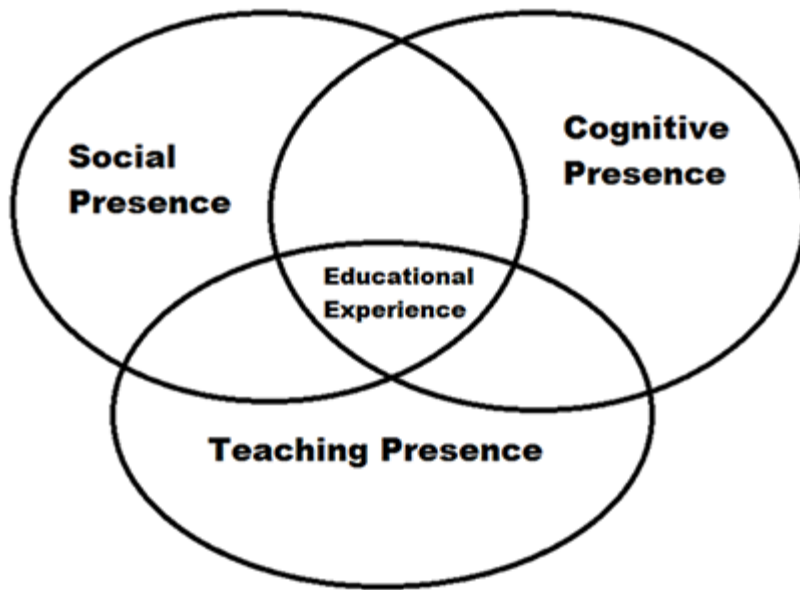 Social
Presence
Cognitive
Presence
Educational
Experience
Teaching Presence